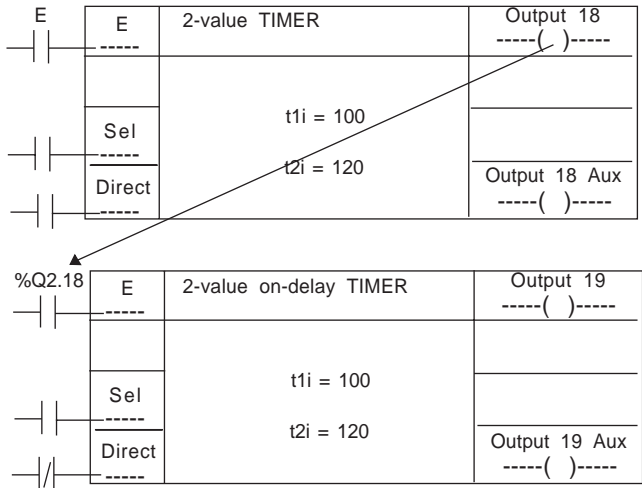 E
E 2-value TIMER Output 18
----- -----( )-----
t1i = 100
Sel
-----
t2i = 120
Direct Output 18 Aux
----- -----( )-----
%Q2.18 E 2-value on-delay TIMER Output 19
----- -----( )-----
t1i = 100
Sel
-----
t2i = 120
Direct Output 19 Aux
----- -----( )-----